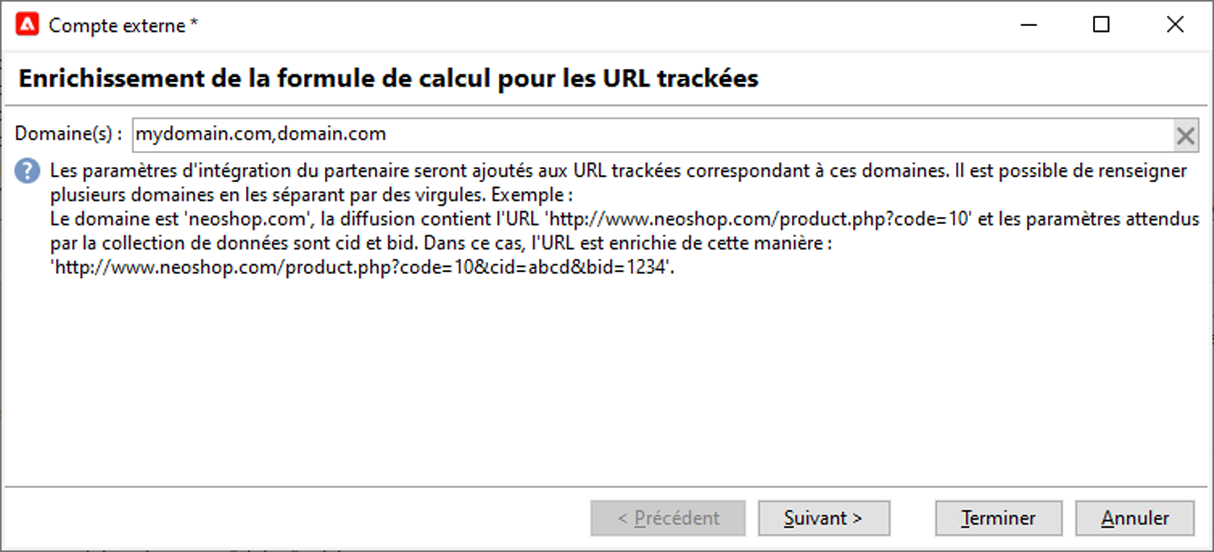 Compte externe *
Enrichissement de la formule de calcul pour les URL trackées
Domaine(s) : mydomain.com,domain.com
Les paramètres d'intégration du partenaire seront ajoutés aux URL trackées correspondant à ces domaines. Il est possible de renseigner
plusieurs domaines en les séparant par des virgules. Exemple :
Le domaine est 'neoshop.com', la diffusion contient l'URL 'http://www.neoshop.com/product.php?code=10' et les paramètres attendus
par la collection de données sont cid et bid. Dans ce cas, l'URL est enrichie de cette manière :
'http://www.neoshop.com/product.php?code=10&cid=abcd&bid=1234'.
< Précédent Suivant > Terminer Annuler